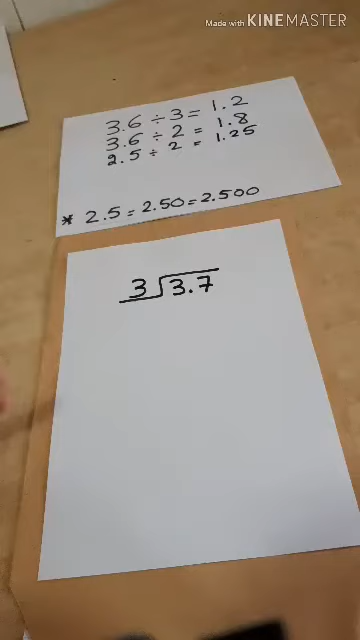 Made with KINEMASTER
3.6 ÷ 3 = 1.2
3.6 ÷ 2 = 1.8
2.5 ÷ 2 = 1.25
* 2.5 = 2.50 = 2.500
3 3.7